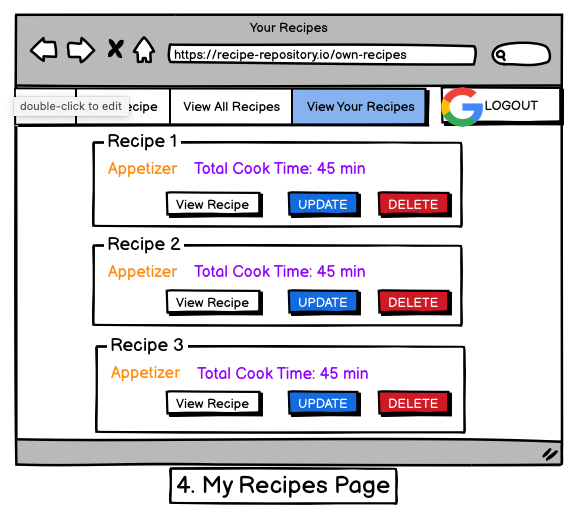 Your Recipes
https://recipe-repository.io/own-recipes
double-click to edit
View All Recipes
View Your Recipes
LOGOUT
Recipe 1
Appetizer Total Cook Time: 45 min
View Recipe UPDATE DELETE
Recipe 2
Appetizer Total Cook Time: 45 min
View Recipe UPDATE DELETE
Recipe 3
Appetizer Total Cook Time: 45 min
View Recipe UPDATE DELETE
4. My Recipes Page